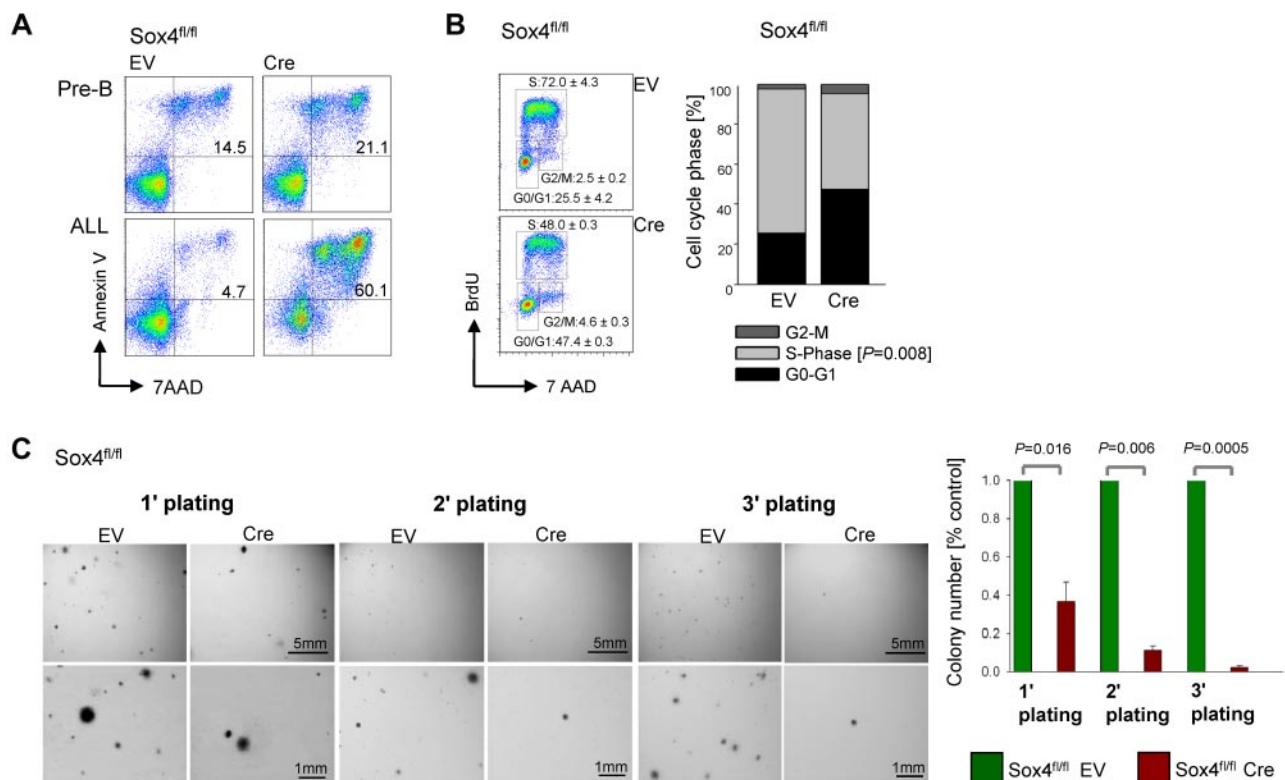 A
Sox4fl/fl
EV
Cre
Pre-B
14.5
21.1
ALL
4.7
60.1
Annexin V
7AAD
B
Sox4fl/fl
S:72.0 ± 4.3
EV
G2/M:2.5 ± 0.2
G0/G1:25.5 ± 4.2
S:48.0 ± 0.3
Cre
G2/M:4.6 ± 0.3
G0/G1:47.4 ± 0.3
BrdU
7 AAD
Sox4fl/fl
Cell cycle phase [%]
100
80
60
40
20
0
EV
Cre
G2-M
S-Phase [P=0.008]
G0-G1
C
Sox4fl/fl
1' plating
2' plating
3' plating
EV
Cre
EV
Cre
EV
Cre
5mm
5mm
5mm
1mm
1mm
1mm
P=0.016
P=0.006
P=0.0005
Colony number [% control]
1.0
0.8
0.6
0.4
0.2
0.0
1'
plating
2'
plating
3'
plating
Sox4fl/fl EV
Sox4fl/fl Cre